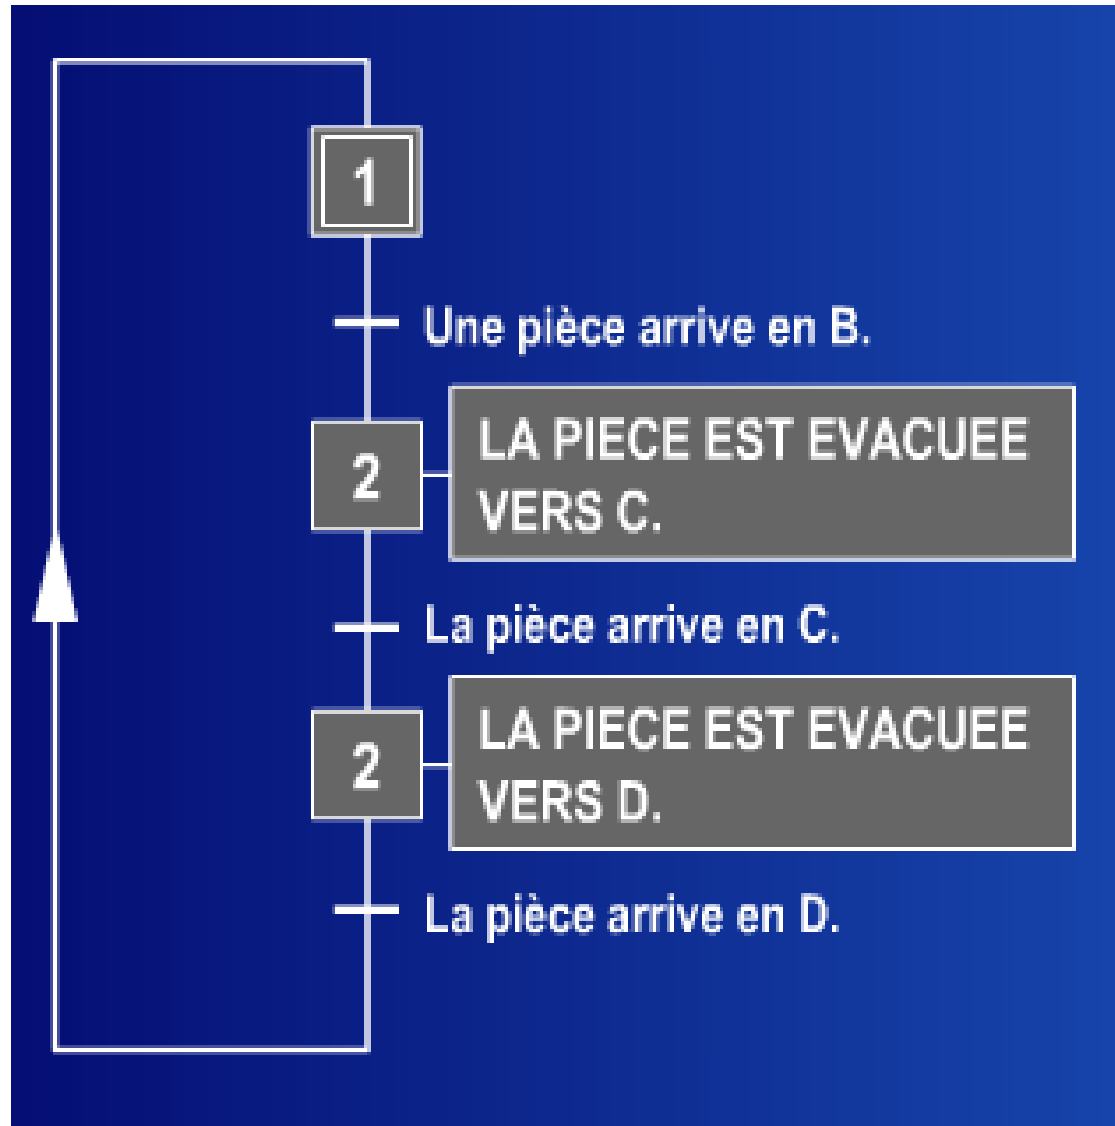 1
Une pièce arrive en B.
2
LA PIECE EST EVACUEE
VERS C.
La pièce arrive en C.
2
LA PIECE EST EVACUEE
VERS D.
La pièce arrive en D.